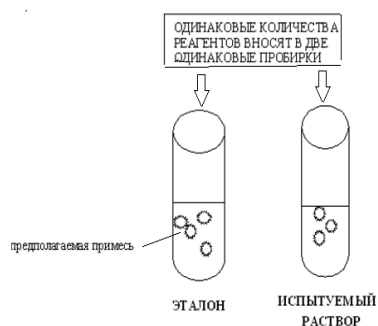 ОДИНАКОВЫЕ КОЛИЧЕСТВА
РЕАГЕНТОВ ВНОСЯТ В ДВЕ
ОДИНАКОВЫЕ ПРОБИРКИ
предполагаемая примесь
ЭТАЛОН
ИСПЫТУЕМЫЙ
РАСТВОР